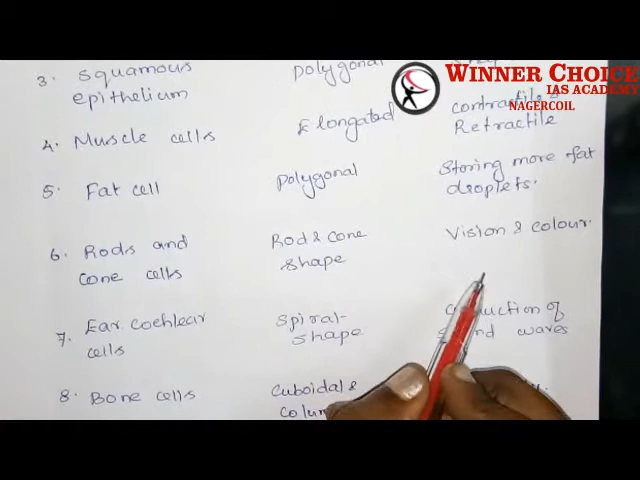 WINNER CHOICE
IAS ACADEMY
NAGERCOIL
3. Squamous epithelium
polygonal
4. Muscle cells
Elongated
contractile &
Retractile
5. Fat cell
polygonal
Storing more fat
droplets.
6. Rods and
cone cells
Rod & cone
shape
Vision & colour.
7. Ear cochlear
cells
Spiral-
shape
of
waves
8. Bone cells
Cuboidal &